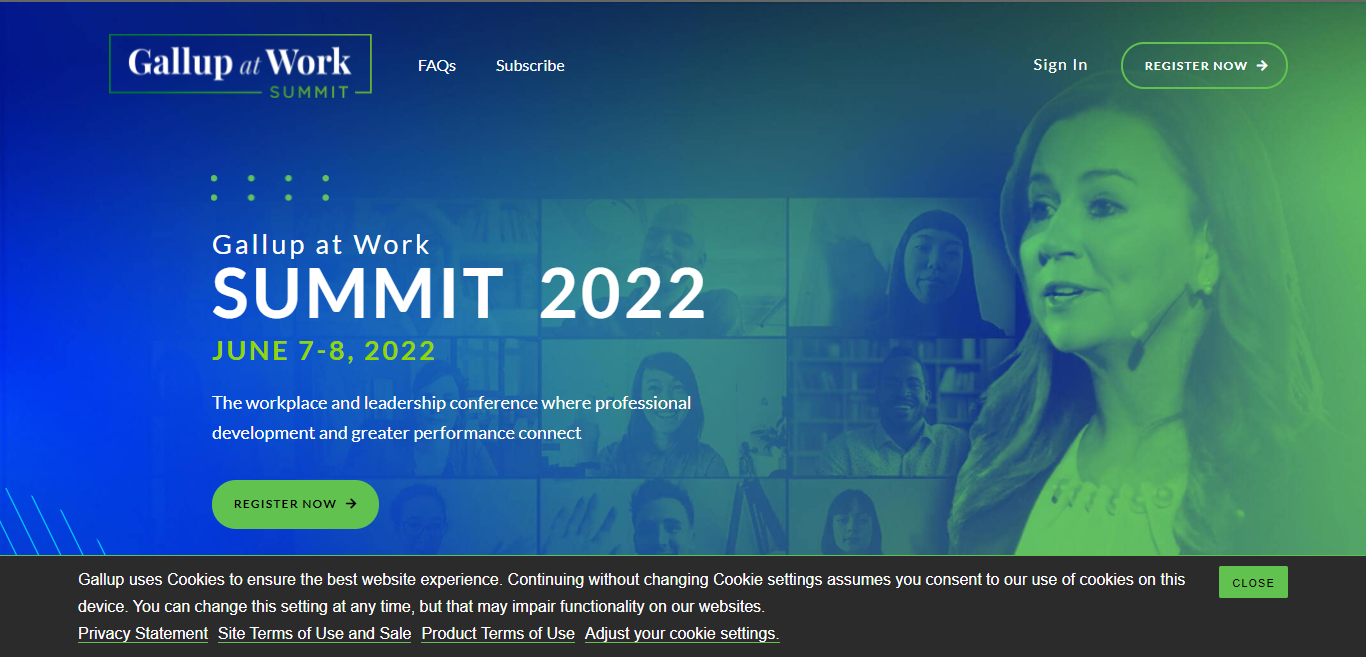 Gallup at Work
SUMMIT
FAQs
Subscribe
Sign In
REGISTER NOW →
Gallup at Work
SUMMIT 2022
JUNE 7-8, 2022
The workplace and leadership conference where professional
development and greater performance connect
REGISTER NOW →
Gallup uses Cookies to ensure the best website experience. Continuing without changing Cookie settings assumes you consent to our use of cookies on this
device. You can change this setting at any time, but that may impair functionality on our websites.
Privacy Statement Site Terms of Use and Sale Product Terms of Use Adjust your cookie settings.
CLOSE